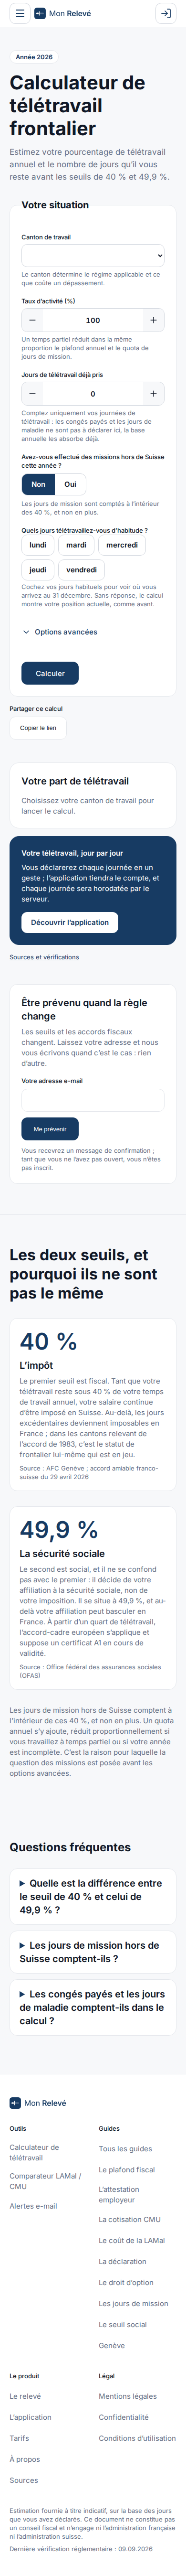 Mon Relevé
Année 2026
Calculateur de
télétravail
frontalier
Estimez votre pourcentage de télétravail
annuel et le nombre de jours qu'il vous
reste avant les seuils de 40 % et 49,9 %.
Votre situation
Canton de travail
Le canton détermine le régime applicable et ce
que coûte un dépassement.
Taux d'activité (%)
− 100 +
Un temps partiel réduit dans la même
proportion le plafond annuel et le quota de
jours de mission.
Jours de télétravail déjà pris
− 0 +
Comptez uniquement vos journées de
télétravail : les congés payés et les jours de
maladie ne sont pas à déclarer ici, la base
annuelle les absorbe déjà.
Avez-vous effectué des missions hors de Suisse
cette année ?
Non Oui
Les jours de mission sont comptés à l'intérieur
des 40 %, et non en plus.
Quels jours télétravaillez-vous d'habitude ?
lundi mardi mercredi
jeudi vendredi
Cochez vos jours habituels pour voir où vous
arrivez au 31 décembre. Sans réponse, le calcul
montre votre position actuelle, comme avant.
Options avancées
Calculer
Partager ce calcul
Copier le lien
Votre part de télétravail
Choisissez votre canton de travail pour
lancer le calcul.
Votre télétravail, jour par jour
Vous déclarerez chaque journée en un
geste ; l'application tiendra le compte, et
chaque journée sera horodatée par le
serveur.
Découvrir l'application
Sources et vérifications
Être prévenu quand la règle
change
Les seuils et les accords fiscaux
changent. Laissez votre adresse et nous
vous écrivons quand c'est le cas : rien
d'autre.
Votre adresse e-mail
Me prévenir
Vous recevrez un message de confirmation ;
tant que vous ne l'avez pas ouvert, vous n'êtes
pas inscrit.
Les deux seuils, et
pourquoi ils ne sont
pas le même
40 %
L'impôt
Le premier seuil est fiscal. Tant que votre
télétravail reste sous 40 % de votre temps
de travail annuel, votre salaire continue
d'être imposé en Suisse. Au-delà, les jours
excédentaires deviennent imposables en
France ; dans les cantons relevant de
l'accord de 1983, c'est le statut de
frontalier lui-même qui est en jeu.
Source : AFC Genève ; accord amiable franco-
suisse du 29 avril 2026
49,9 %
La sécurité sociale
Le second est social, et il ne se confond
pas avec le premier : il décide de votre
affiliation à la sécurité sociale, non de
votre imposition. Il se situe à 49,9 %, et au-
delà votre affiliation peut basculer en
France. À partir d'un quart de télétravail,
l'accord-cadre européen s'applique et
suppose un certificat A1 en cours de
validité.
Source : Office fédéral des assurances sociales
(OFAS)
Les jours de mission hors de Suisse comptent à
l'intérieur de ces 40 %, et non en plus. Un quota
annuel s'y ajoute, réduit proportionnellement si
vous travaillez à temps partiel ou si votre année
est incomplète. C'est la raison pour laquelle la
question des missions est posée avant les
options avancées.
Questions fréquentes
Quelle est la différence entre
le seuil de 40 % et celui de
49,9 % ?
Les jours de mission hors de
Suisse comptent-ils ?
Les congés payés et les jours
de maladie comptent-ils dans le
calcul ?
Mon Relevé
Outils
Calculateur de
télétravail
Comparateur LAMal /
CMU
Alertes e-mail
Guides
Tous les guides
Le plafond fiscal
L'attestation
employeur
La cotisation CMU
Le coût de la LAMal
La déclaration
Le droit d'option
Les jours de mission
Le seuil social
Genève
Le produit
Le relevé
L'application
Tarifs
À propos
Sources
Légal
Mentions légales
Confidentialité
Conditions d'utilisation
Estimation fournie à titre indicatif, sur la base des jours
que vous avez déclarés. Ce document ne constitue pas
un conseil fiscal et n'engage ni l'administration française
ni l'administration suisse.
Dernière vérification réglementaire : 09.09.2026